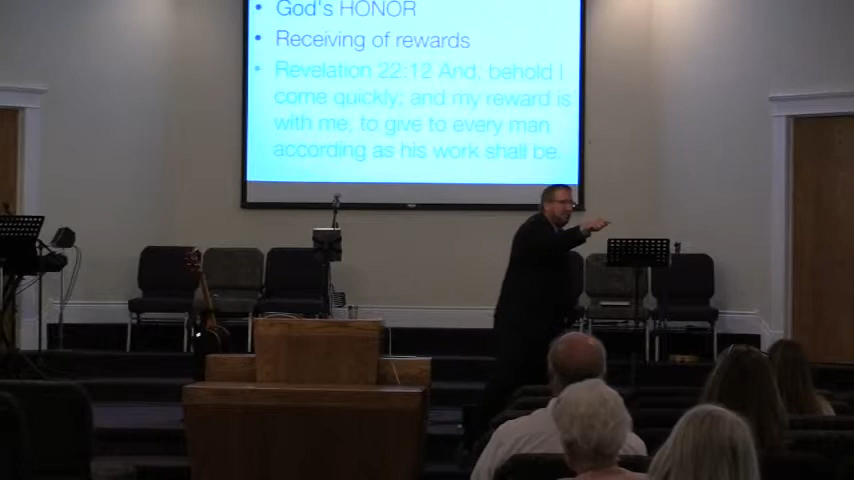 • God's HONOR
• Receiving of rewards
• Revelation 22:12 And, behold I
come quickly; and my reward is
with me, to give to every man
according as his work shall be.